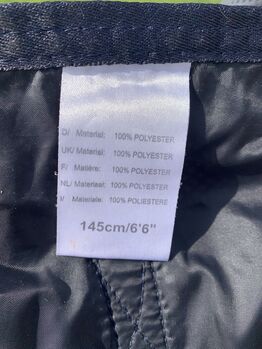 D/ Material: 100% POLYESTER
UK/ Material: 100% POLYESTER
F/ Matière: 100% POLYESTER
NL/ Materiaal: 100% POLYESTER
I/ Materiale: 100% POLIESTERE
145cm/6'6"